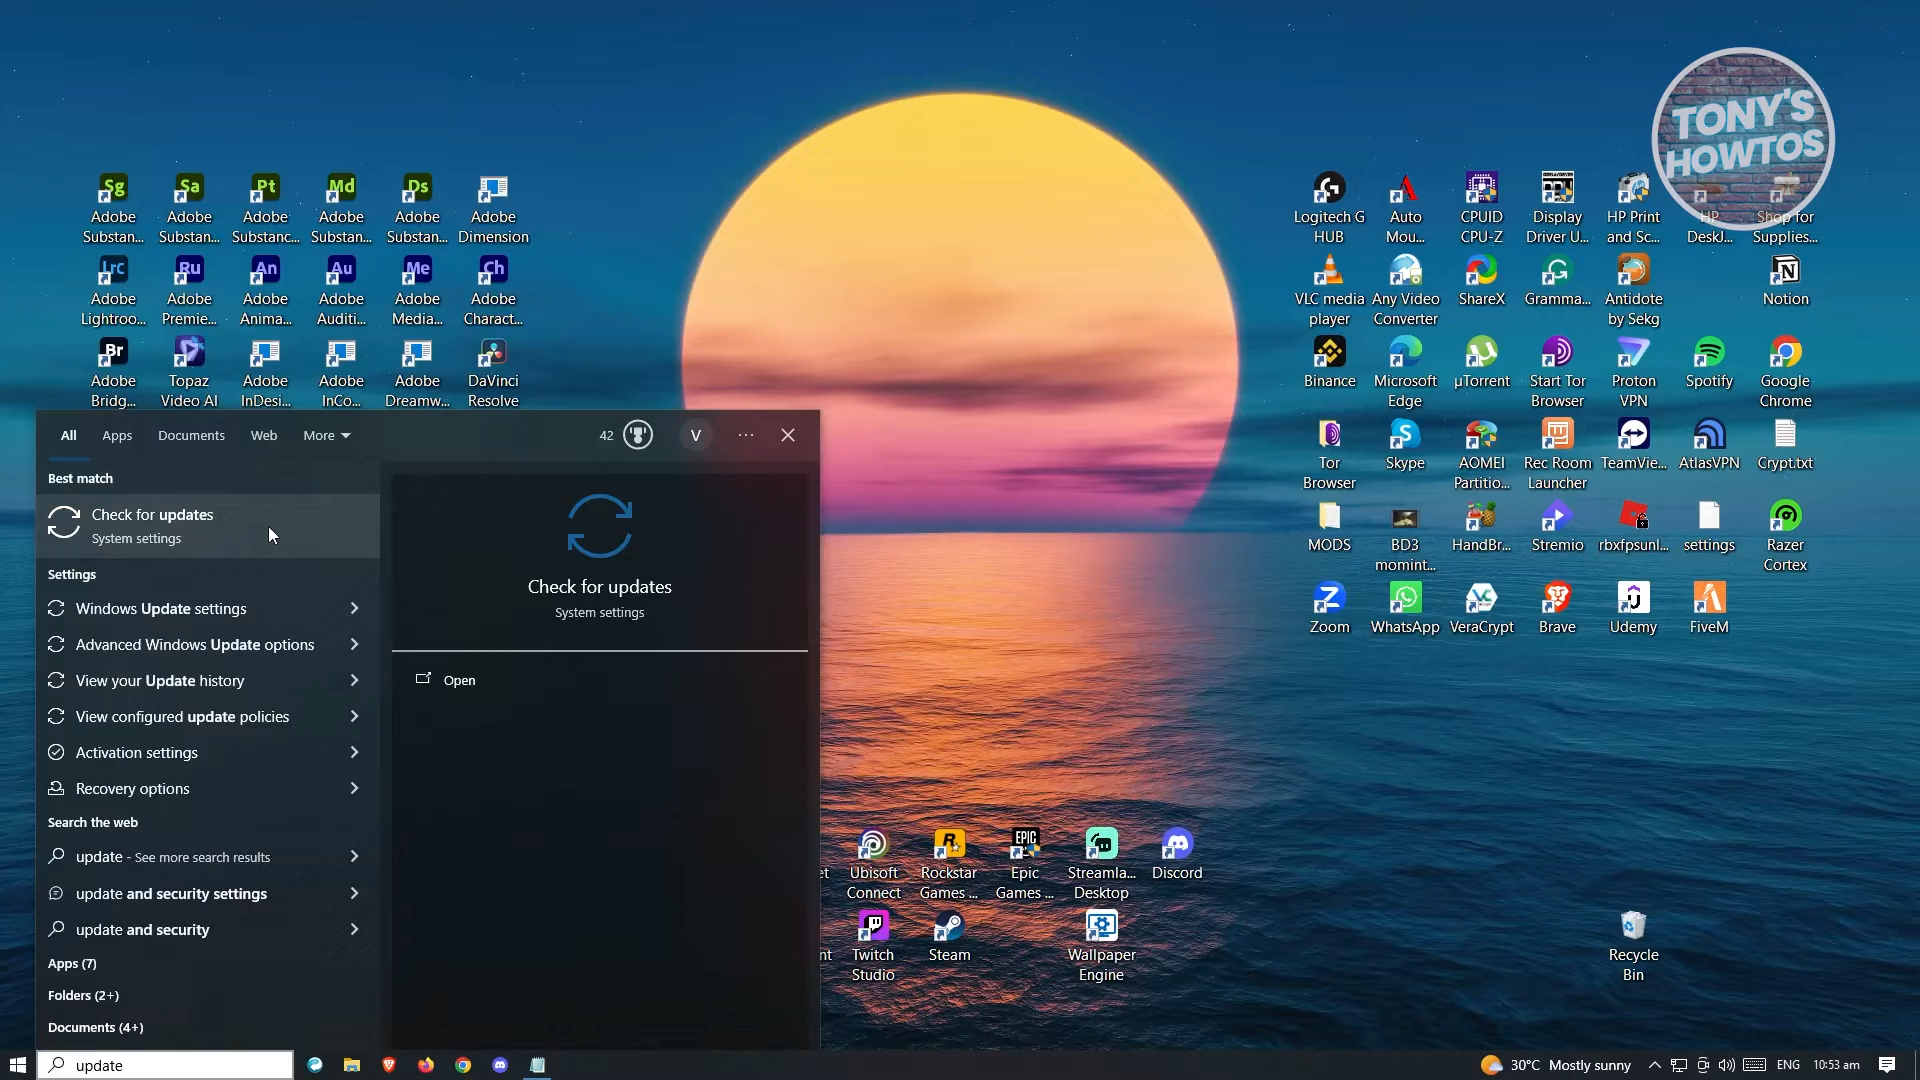 TONY'S
HOWTOS
Sg
Sa
Pt
Md
Ds
Adobe Substan...
Adobe Substan...
Adobe Substanc...
Adobe Substan...
Adobe Substan...
Adobe Dimension
Lrc
Ru
An
Au
Me
Ch
Adobe Lightroo...
Adobe Premie...
Adobe Anima...
Adobe Auditi...
Adobe Media...
Adobe Charact...
Br
Adobe Bridg...
Topaz Video AI
Adobe InDesi...
Adobe InCo...
Adobe Dreamw...
DaVinci Resolve
Logitech G HUB
Auto Mou...
CPUID CPU-Z
Display Driver U...
HP Print and Sc...
HP DeskJ...
Shop for Supplies...
VLC media player
Any Video Converter
ShareX
Gramma...
Antidote by Sekg
Notion
Binance
Microsoft Edge
µTorrent
Start Tor Browser
Proton VPN
Spotify
Google Chrome
Tor Browser
Skype
AOMEI Partitio...
Rec Room Launcher
TeamVie...
AtlasVPN
Crypt.txt
MODS
BD3 momint...
HandBr...
Stremio
rbxfpsunl...
settings
Razer Cortex
Zoom
WhatsApp
VeraCrypt
Brave
Udemy
FiveM
All Apps Documents Web More 42 V ...
Best match
Check for updates
System settings
Settings
Windows Update settings
Advanced Windows Update options
View your Update history
View configured update policies
Activation settings
Recovery options
Search the web
update - See more search results
update and security settings
update and security
Apps (7)
Folders (2+)
Documents (4+)
Check for updates
System settings
Open
et
Ubisoft Connect
Rockstar Games ...
EPIC
Epic Games ...
Streamla... Desktop
Discord
nt
Twitch Studio
Steam
Wallpaper Engine
Recycle Bin
update
30°C Mostly sunny ENG 10:53 am